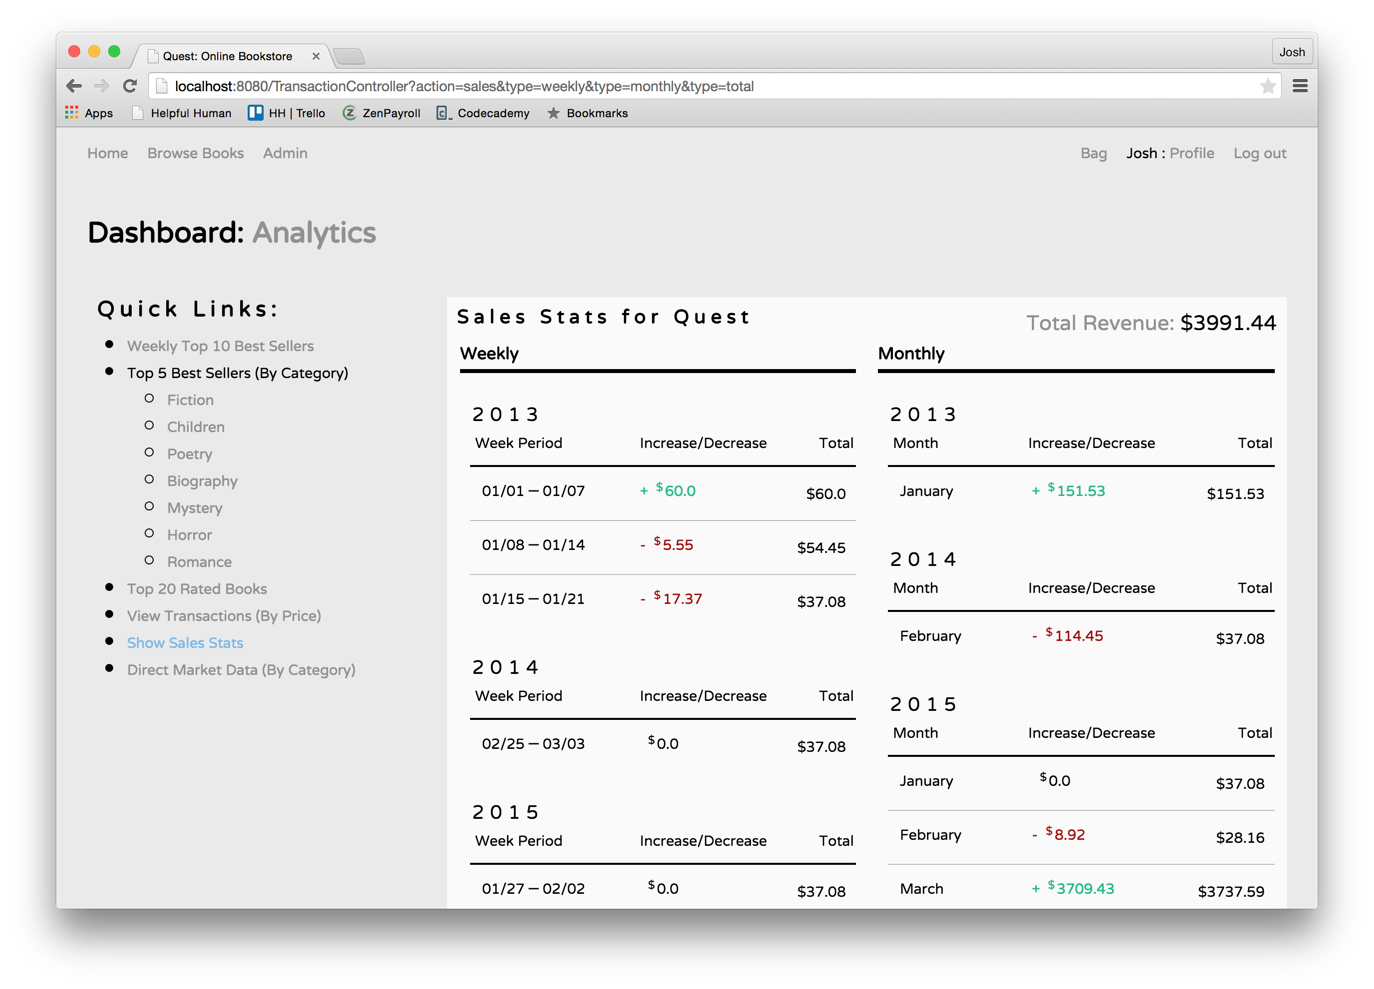 Quest: Online Bookstore
Josh
localhost:8080/TransactionController?action=sales&type=weekly&type=monthly&type=total
Apps Helpful Human HH | Trello ZenPayroll Codecademy Bookmarks
Home Browse Books Admin Bag Josh : Profile Log out
Dashboard: Analytics
Quick Links:
Weekly Top 10 Best Sellers
Top 5 Best Sellers (By Category)
Fiction
Children
Poetry
Biography
Mystery
Horror
Romance
Top 20 Rated Books
View Transactions (By Price)
Show Sales Stats
Direct Market Data (By Category)
Sales Stats for Quest
Total Revenue: $3991.44
Weekly
2013
Week Period Increase/Decrease Total
01/01 – 01/07 + $60.0 $60.0
01/08 – 01/14 - $5.55 $54.45
01/15 – 01/21 - $17.37 $37.08
2014
Week Period Increase/Decrease Total
02/25 – 03/03 $0.0 $37.08
2015
Week Period Increase/Decrease Total
01/27 – 02/02 $0.0 $37.08
Monthly
2013
Month Increase/Decrease Total
January + $151.53 $151.53
2014
Month Increase/Decrease Total
February - $114.45 $37.08
2015
Month Increase/Decrease Total
January $0.0 $37.08
February - $8.92 $28.16
March + $3709.43 $3737.59